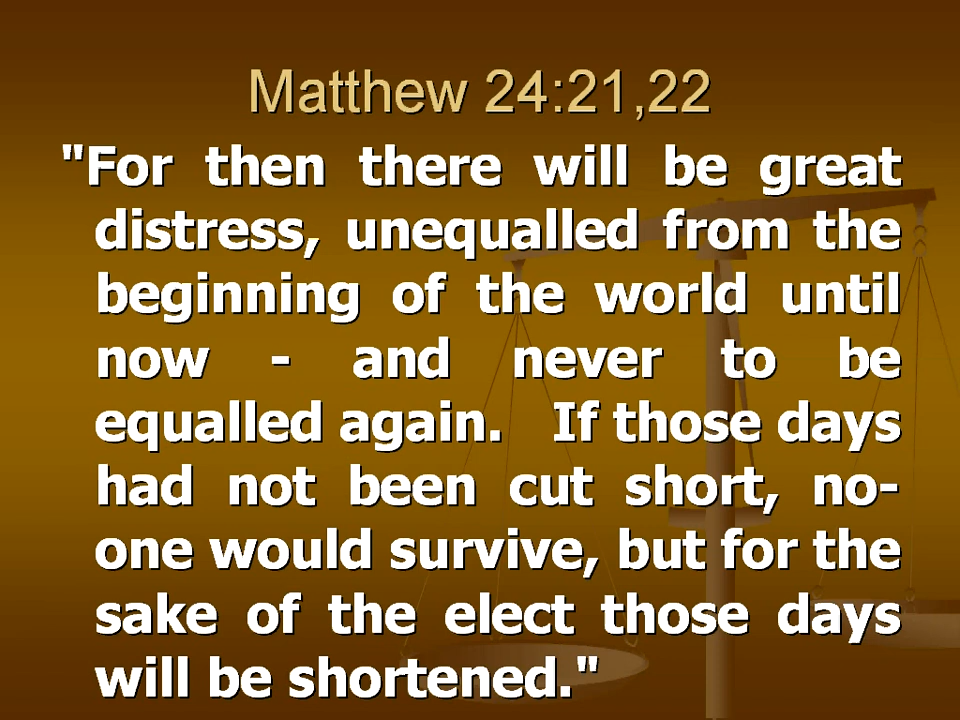 Matthew 24:21,22
"For then there will be great
distress, unequalled from the
beginning of the world until
now - and never to be
equalled again. If those days
had not been cut short, no-
one would survive, but for the
sake of the elect those days
will be shortened."